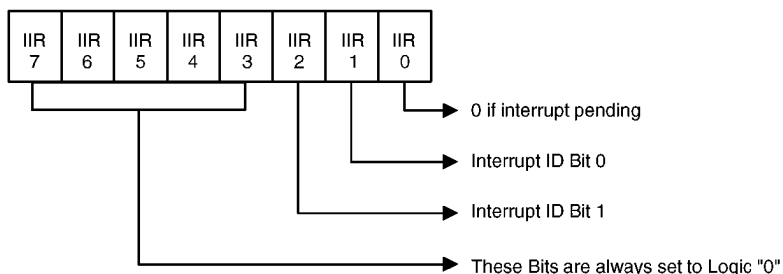 IIR IIR IIR IIR IIR IIR IIR IIR
7 6 5 4 3 2 1 0
0 if interrupt pending
Interrupt ID Bit 0
Interrupt ID Bit 1
These Bits are always set to Logic "0"